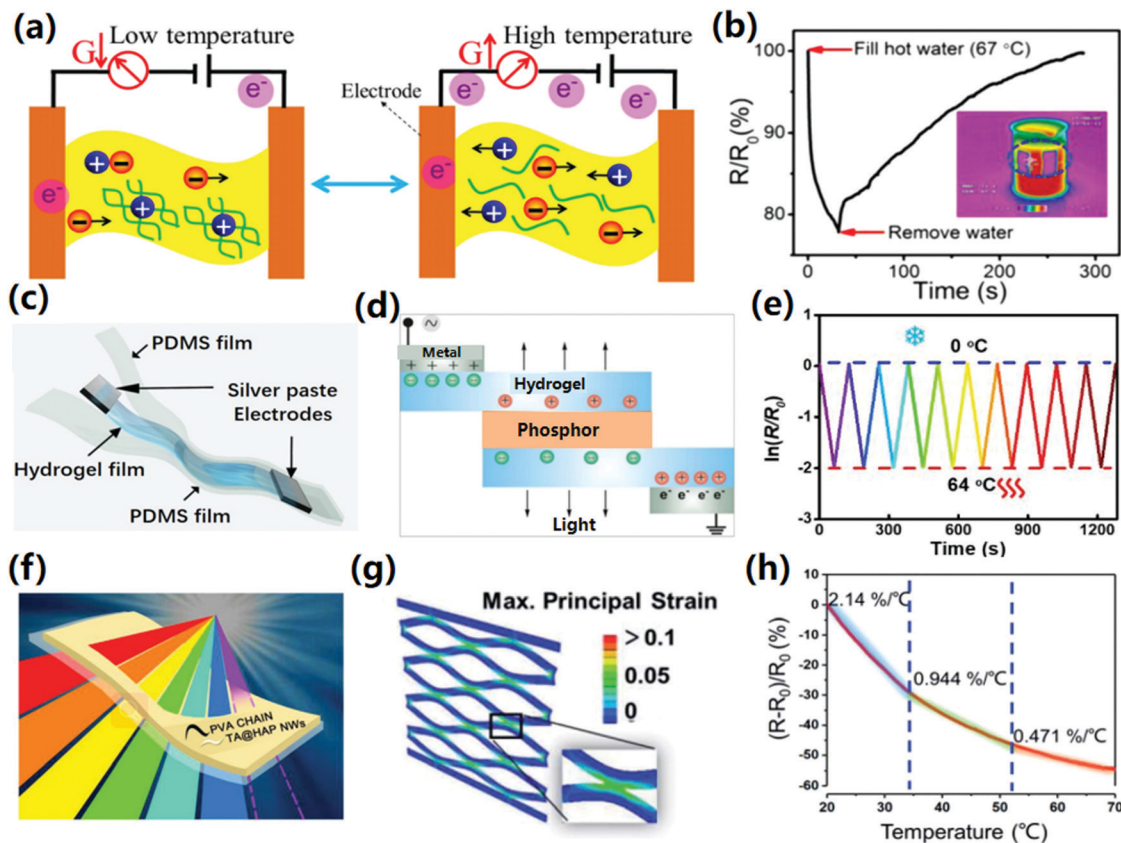 (a)
Low temperature
High temperature
G
G
e-
e-
e-
e-
Electrode
e-
e-
+ −
−
+
−
+
+
−
+
−
+
−
(b)
100
90
80
R/R0(%)
Fill hot water (67 °C)
Remove water
0 100 200 300
Time (s)
(c)
PDMS film
Silver paste
Electrodes
Hydrogel film
PDMS film
(d)
Metal
+ + + +
Hydrogel
+ + + +
Phosphor
+ + + +
e- e- e- e-
Light
(e)
1
0
-1
-2
-3
ln(R/R0)
0 °C
64 °C
0 300 600 900 1200
Time (s)
(f)
PVA CHAIN
TA@HAP NWs
(g)
Max. Principal Strain
> 0.1
0.05
0
(h)
10
0
-10
-20
-30
-40
-50
-60
(R-R0)/R0 (%)
2.14 %/°C
0.944 %/°C
0.471 %/°C
20 30 40 50 60 70
Temperature (°C)